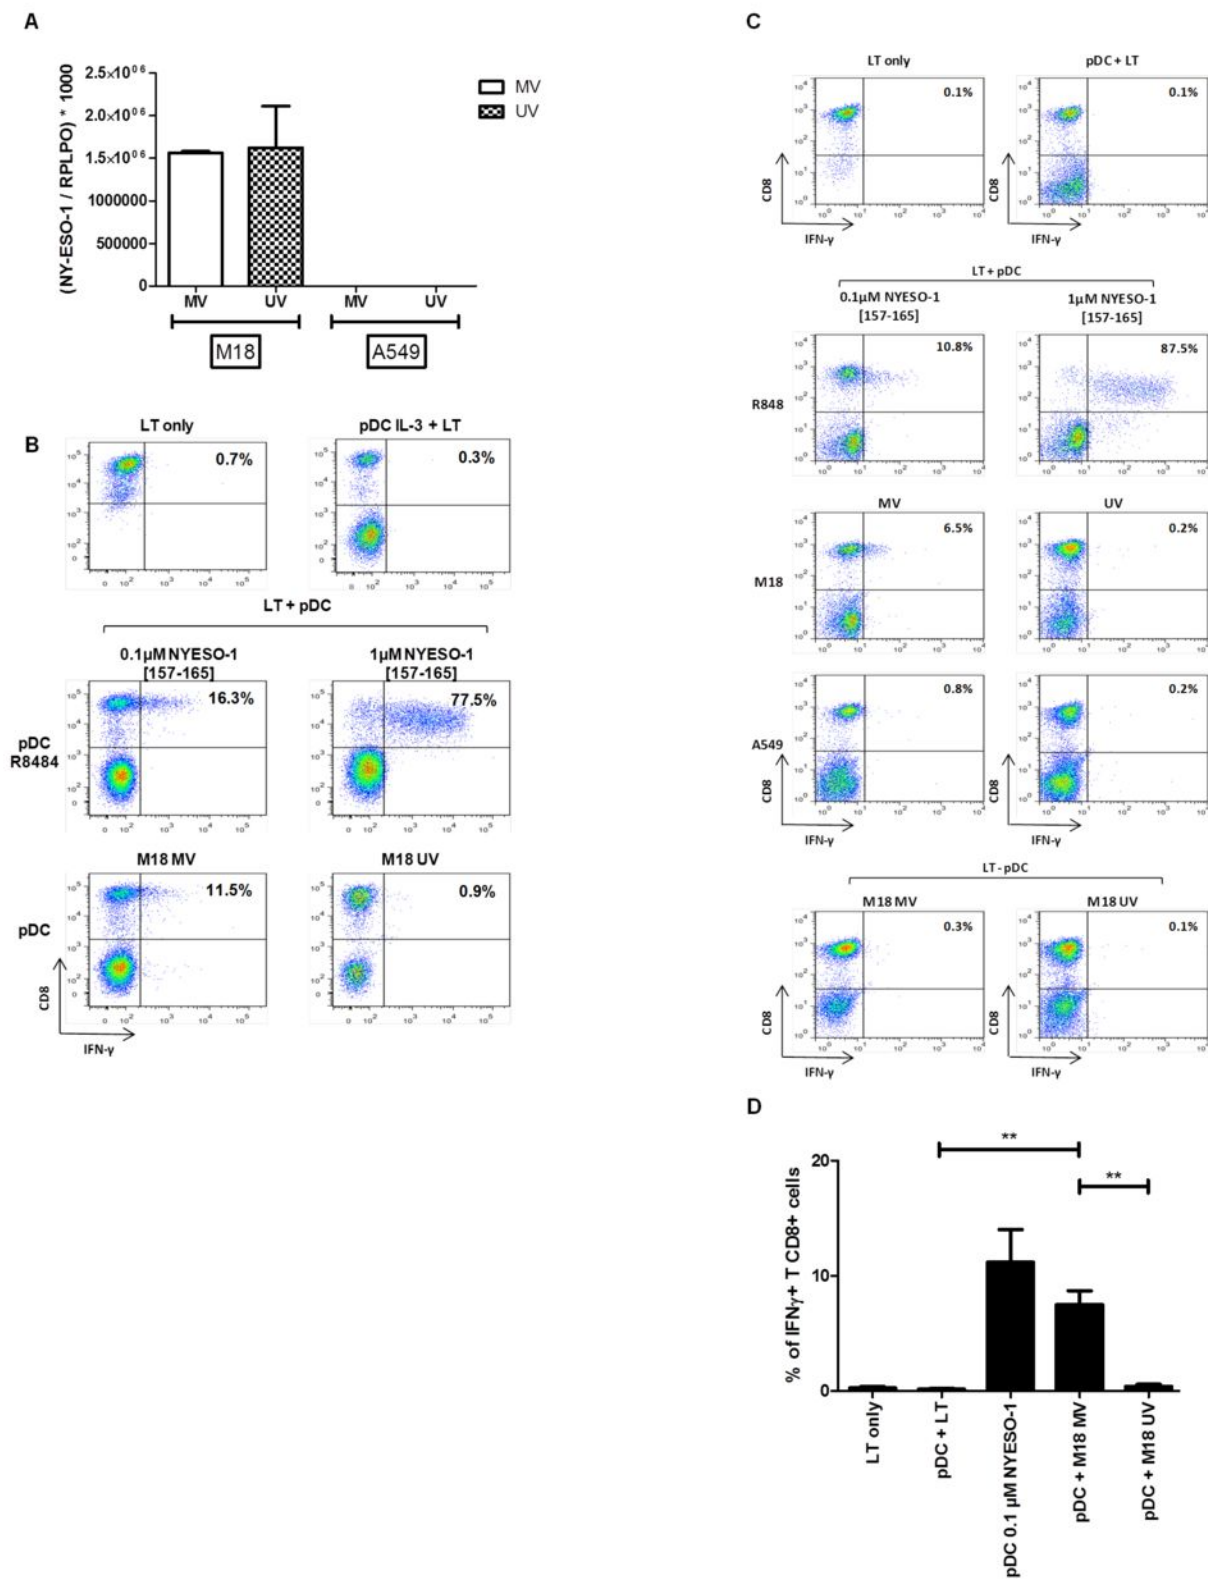 A
(NY-ESO-1 / RPLPO) * 1000
2.5×10⁰⁶
2.0×10⁰⁶
1.5×10⁰⁶
1000000
500000
0
MV
UV
MV UV MV UV
M18 A549
B
LT only pDC IL-3 + LT
0.7% 0.3%
LT + pDC
0.1µM NYESO-1 1µM NYESO-1
[157-165] [157-165]
pDC
R8484
16.3% 77.5%
M18 MV M18 UV
pDC
11.5% 0.9%
CD8
IFN-γ
C
LT only pDC + LT
0.1% 0.1%
CD8 CD8
IFN-γ IFN-γ
LT + pDC
0.1µM NYESO-1 1µM NYESO-1
[157-165] [157-165]
R848
10.8% 87.5%
MV UV
M18
6.5% 0.2%
A549
0.8% 0.2%
CD8 CD8
IFN-γ IFN-γ
LT - pDC
M18 MV M18 UV
0.3% 0.1%
CD8 CD8
IFN-γ IFN-γ
D
% of IFN-γ+ T CD8+ cells
20
10
0
**
**
LT only
pDC + LT
pDC 0.1 µM NYESO-1
pDC + M18 MV
pDC + M18 UV